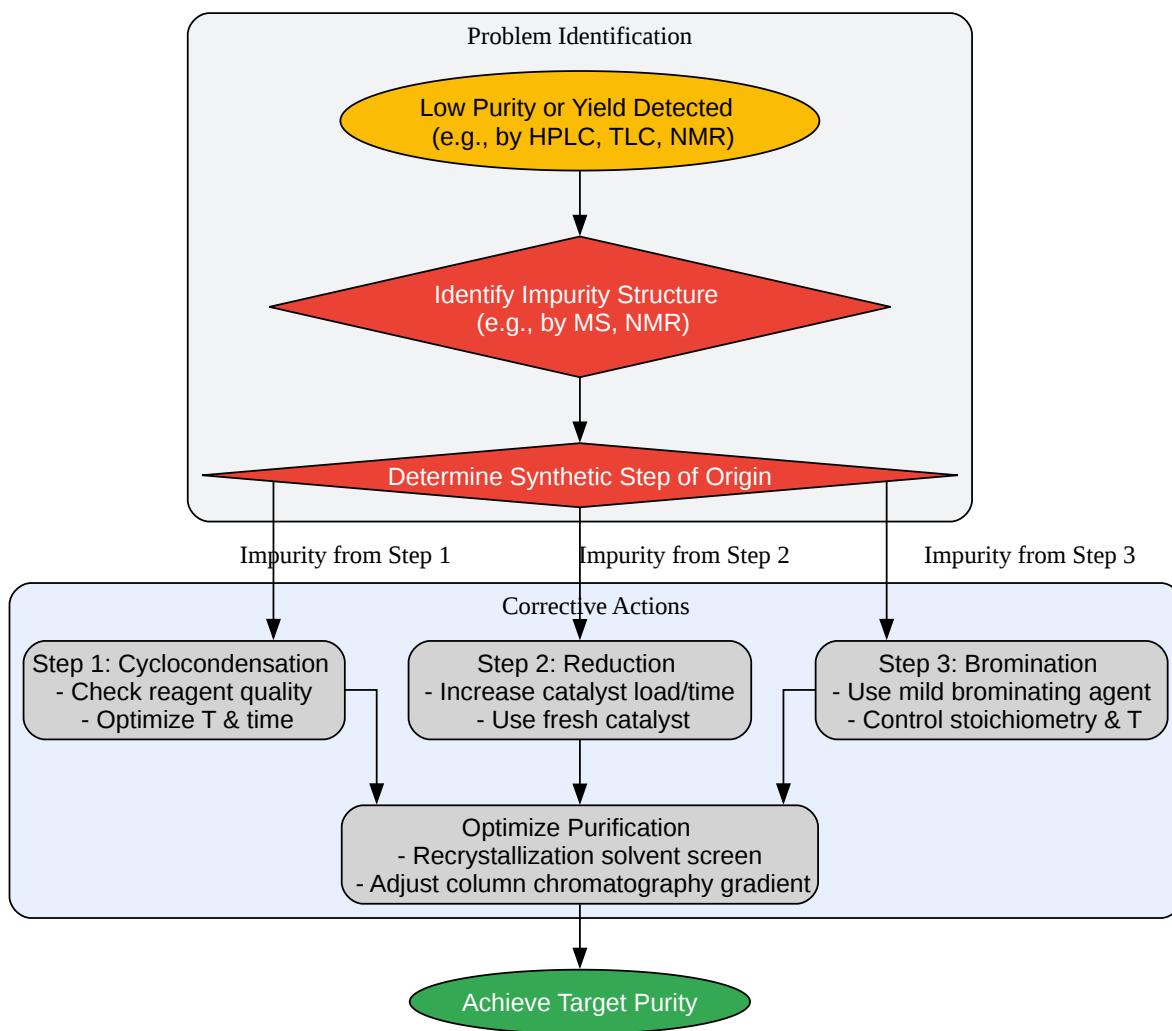 Problem Identification
Low Purity or Yield Detected
(e.g., by HPLC, TLC, NMR)
Identify Impurity Structure
(e.g., by MS, NMR)
Determine Synthetic Step of Origin
Impurity from Step 1
Impurity from Step 2
Impurity from Step 3
Corrective Actions
Step 1: Cyclocondensation
- Check reagent quality
- Optimize T & time
Step 2: Reduction
- Increase catalyst load/time
- Use fresh catalyst
Step 3: Bromination
- Use mild brominating agent
- Control stoichiometry & T
Optimize Purification
- Recrystallization solvent screen
- Adjust column chromatography gradient
Achieve Target Purity